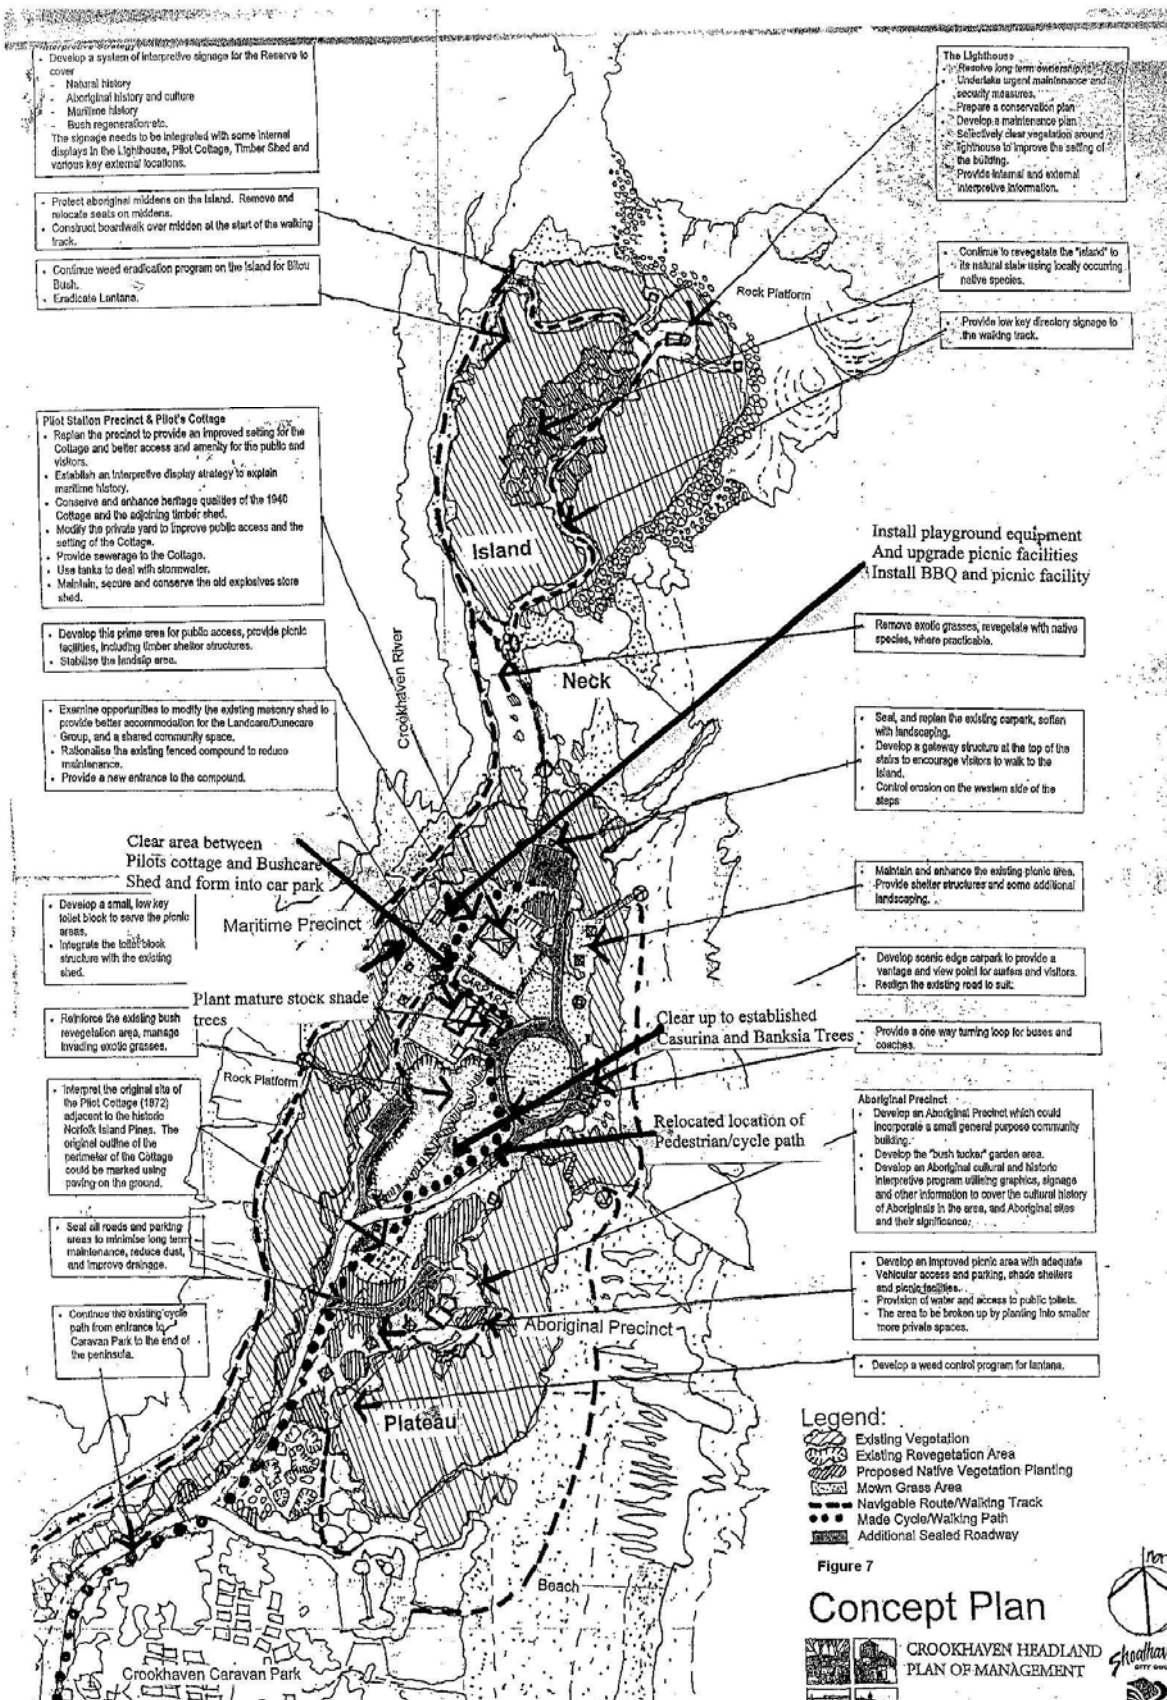 Interpretive Strategy
• Develop a system of interpretive signage for the Reserve to
cover
- Natural history
- Aboriginal history and culture
- Maritime history
- Bush regeneration etc.
The signage needs to be integrated with some internal
displays in the Lighthouse, Pilot Cottage, Timber Shed and
various key external locations.
• Protect aboriginal middens on the Island. Remove and
relocate seats on middens.
• Construct boardwalk over midden at the start of the walking
track.
• Continue weed eradication program on the Island for Bitou
Bush.
• Eradicate Lantana.
Pilot Station Precinct & Pilot's Cottage
• Replan the precinct to provide an improved setting for the
Cottage and better access and amenity for the public and
visitors.
• Establish an interpretive display strategy to explain
maritime history.
• Conserve and enhance heritage qualities of the 1940
Cottage and the adjoining timber shed.
• Modify the private yard to improve public access and the
setting of the Cottage.
• Provide sewerage to the Cottage.
• Use tanks to deal with stormwater.
• Maintain, secure and conserve the old explosives store
shed.
• Develop this prime area for public access, provide picnic
facilities, including timber shelter structures.
• Stabilise the landslip area.
• Examine opportunities to modify the existing masonry shed to
provide better accommodation for the Landcare/Dunecare
Group, and a shared community space.
• Rationalise the existing fenced compound to reduce
maintenance.
• Provide a new entrance to the compound.
Clear area between
Pilots cottage and Bushcare
Shed and form into car park
• Develop a small, low key
toilet block to serve the picnic
areas.
• Integrate the toilet block
structure with the existing
shed.
Maritime Precinct
Plant mature stock shade
trees
• Reinforce the existing bush
revegetation area, manage
invading exotic grasses.
Rock Platform
• Interpret the original site of
the Pilot Cottage (1872)
adjacent to the historic
Norfolk Island Pines. The
original outline of the
perimeter of the Cottage
could be marked using
paving on the ground.
• Seal all roads and parking
areas to minimise long term
maintenance, reduce dust,
and improve drainage.
• Continue the existing cycle
path from entrance to
Caravan Park to the end of
the peninsula.
Crookhaven River
Island
Neck
CARPARK
Plateau
Beach
Crookhaven Caravan Park
Rock Platform
The Lighthouse
• Resolve long term ownership.
• Undertake urgent maintenance and
security measures.
• Prepare a conservation plan
• Develop a maintenance plan
• Selectively clear vegetation around
lighthouse to improve the setting of
the building.
• Provide internal and external
interpretive information.
• Continue to revegetate the "island" to
its natural state using locally occurring
native species.
• Provide low key directory signage to
the walking track.
Install playground equipment
And upgrade picnic facilities
Install BBQ and picnic facility
• Remove exotic grasses, revegetate with native
species, where practicable.
• Seal, and replan the existing carpark, soften
with landscaping.
• Develop a gateway structure at the top of the
stairs to encourage visitors to walk to the
Island.
• Control erosion on the western side of the
steps
• Maintain and enhance the existing picnic area.
• Provide shelter structures and some additional
landscaping.
• Develop scenic edge carpark to provide a
vantage and view point for surfers and visitors.
• Realign the existing road to suit.
Clear up to established
Casurina and Banksia Trees
• Provide a one way turning loop for buses and
coaches.
Relocated location of
Pedestrian/cycle path
Aboriginal Precinct
• Develop an Aboriginal Precinct which could
incorporate a small general purpose community
building.
• Develop the "bush tucker" garden area.
• Develop an Aboriginal cultural and historic
interpretive program utilising graphics, signage
and other information to cover the cultural history
of Aboriginals in the area, and Aboriginal sites
and their significance.
Aboriginal Precinct
• Develop an improved picnic area with adequate
Vehicular access and parking, shade shelters
and picnic facilities.
- Provision of water and access to public toilets.
- The area to be broken up by planting into smaller
more private spaces.
• Develop a weed control program for lantana.
Legend:
Existing Vegetation
Existing Revegetation Area
Proposed Native Vegetation Planting
Mown Grass Area
Navigable Route/Walking Track
Made Cycle/Walking Path
Additional Sealed Roadway
Figure 7
Concept Plan
CROOKHAVEN HEADLAND
PLAN OF MANAGEMENT